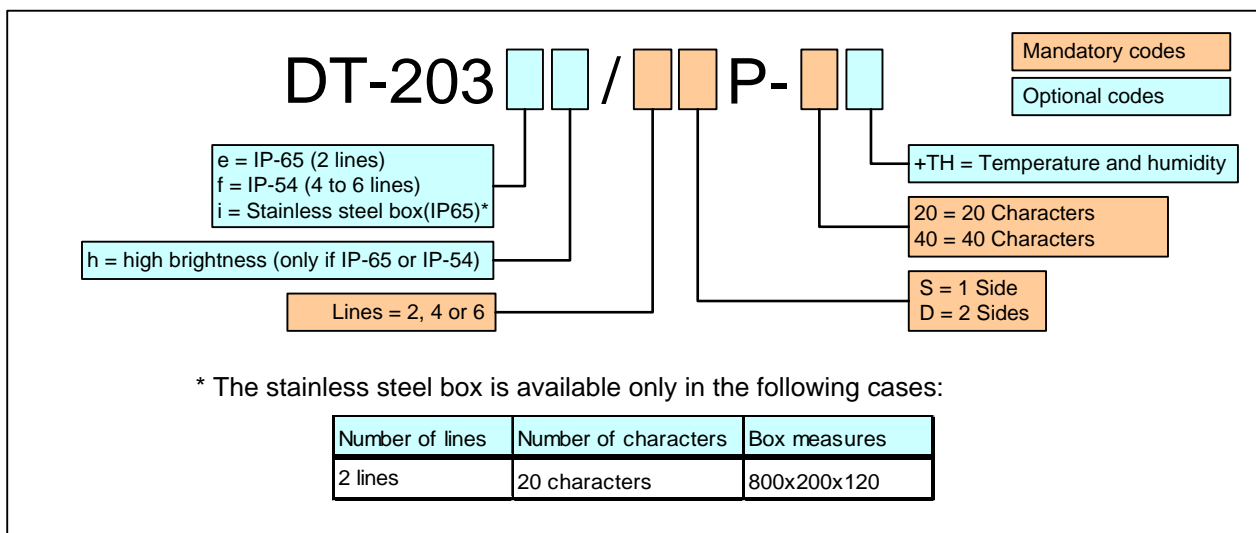 DT-203 / P-
Mandatory codes
Optional codes
e = IP-65 (2 lines)
f = IP-54 (4 to 6 lines)
i = Stainless steel box(IP65)*
+TH = Temperature and humidity
20 = 20 Characters
40 = 40 Characters
h = high brightness (only if IP-65 or IP-54)
S = 1 Side
D = 2 Sides
Lines = 2, 4 or 6
* The stainless steel box is available only in the following cases:
Number of lines Number of characters Box measures
2 lines 20 characters 800x200x120